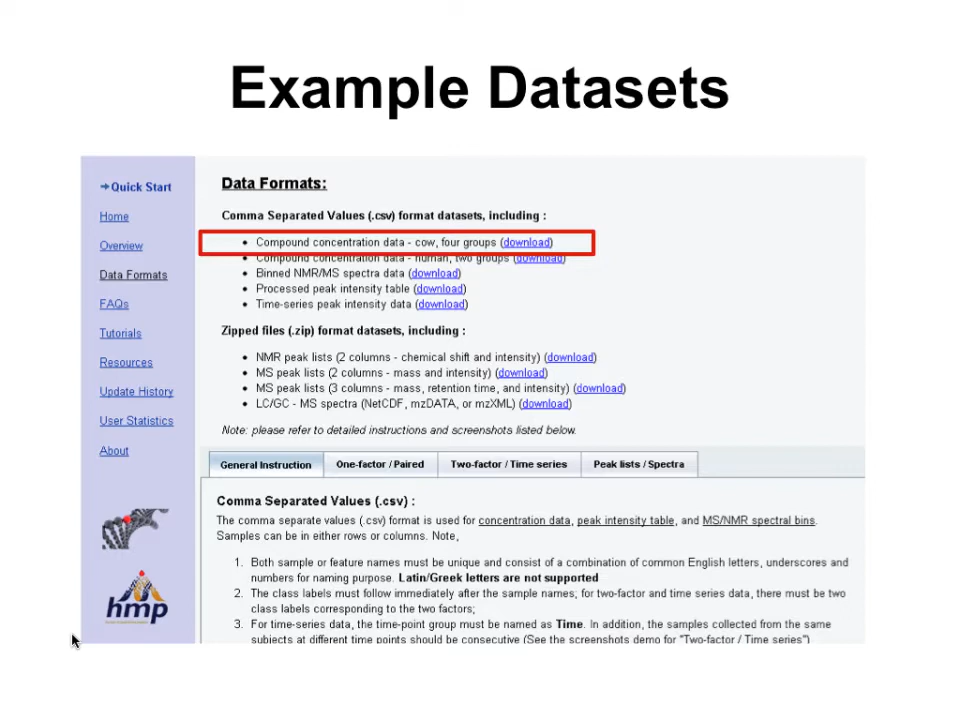 Example Datasets
Quick Start
Home
Overview
Data Formats
FAQs
Tutorials
Resources
Update History
User Statistics
About
hmp
Data Formats:
Comma Separated Values (.csv) format datasets, including :
• Compound concentration data - cow, four groups (download)
• Compound concentration data - human, two groups (download)
• Binned NMR/MS spectra data (download)
• Processed peak intensity table (download)
• Time-series peak intensity data (download)
Zipped files (.zip) format datasets, including :
• NMR peak lists (2 columns - chemical shift and intensity) (download)
• MS peak lists (2 columns - mass and intensity) (download)
• MS peak lists (3 columns - mass, retention time, and intensity) (download)
• LC/GC - MS spectra (NetCDF, mzDATA, or mzXML) (download)
Note: please refer to detailed instructions and screenshots listed below.
General Instruction One-factor / Paired Two-factor / Time series Peak lists / Spectra
Comma Separated Values (.csv) :
The comma separate values (.csv) format is used for concentration data, peak intensity table, and MS/NMR spectral bins.
Samples can be in either rows or columns. Note,
1. Both sample or feature names must be unique and consist of a combination of common English letters, underscores and
numbers for naming purpose. Latin/Greek letters are not supported
2. The class labels must follow immediately after the sample names; for two-factor and time series data, there must be two
class labels corresponding to the two factors;
3. For time-series data, the time-point group must be named as Time. In addition, the samples collected from the same
subjects at different time points should be consecutive (See the screenshots demo for "Two-factor / Time series")